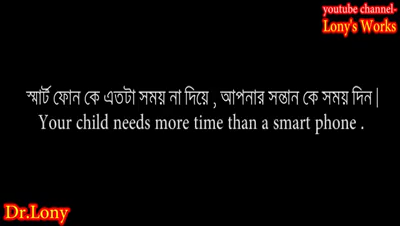 youtube channel-
Lony's Works
স্মার্ট ফোন কে এতটা সময় না দিয়ে , আপনার সন্তান কে সময় দিন |
Your child needs more time than a smart phone .
Dr.Lony